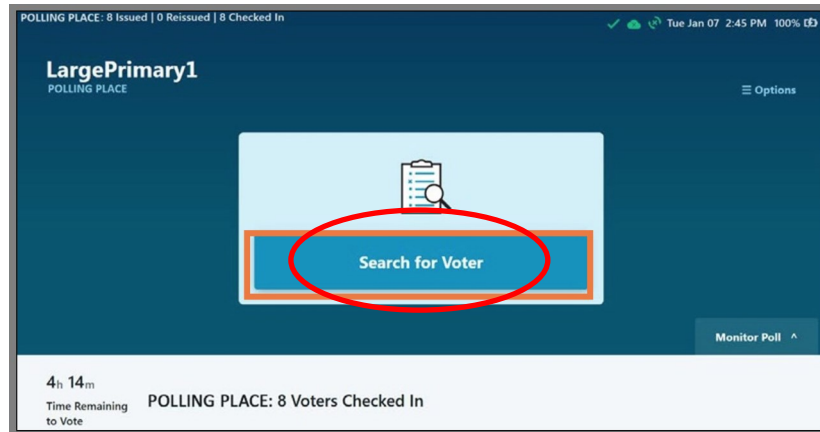 POLLING PLACE: 8 Issued | 0 Reissued | 8 Checked In
Tue Jan 07 2:45 PM 100%
LargePrimary1
POLLING PLACE
☰ Options
Search for Voter
Monitor Poll ^
4h 14m
Time Remaining
to Vote
POLLING PLACE: 8 Voters Checked In